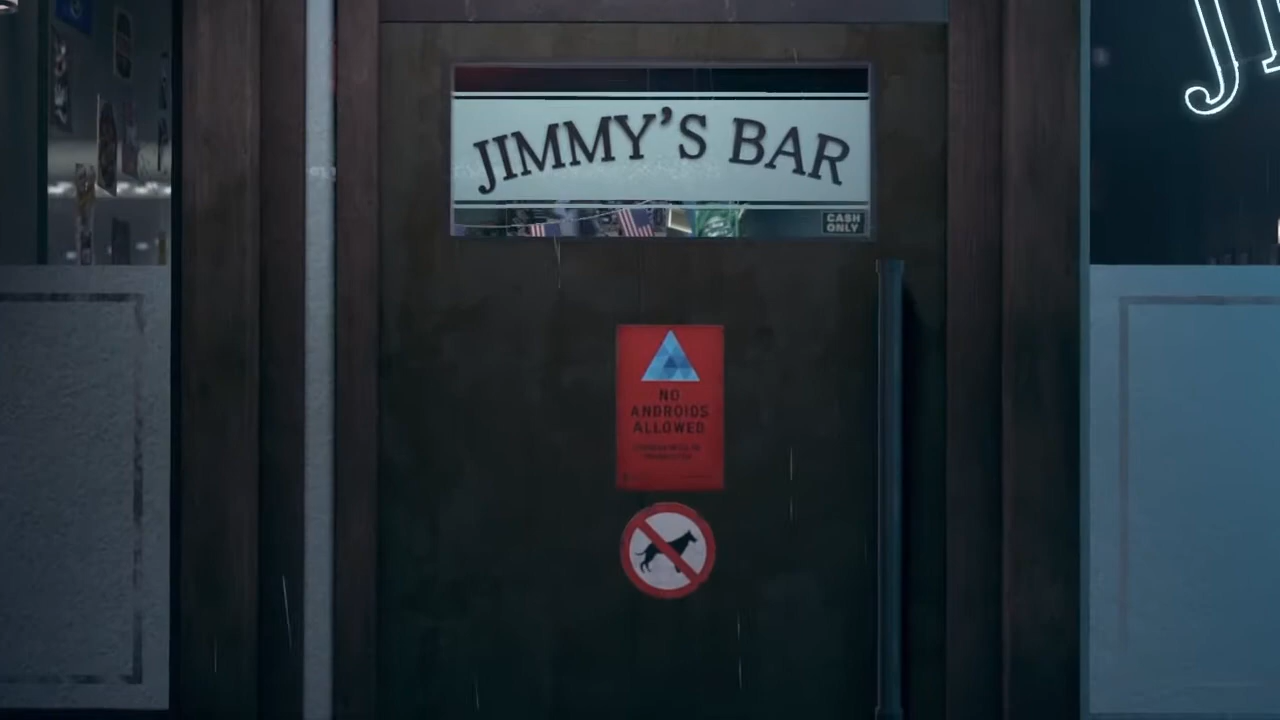 JIMMY'S BAR
CASH
ONLY
NO
ANDROIDS
ALLOWED